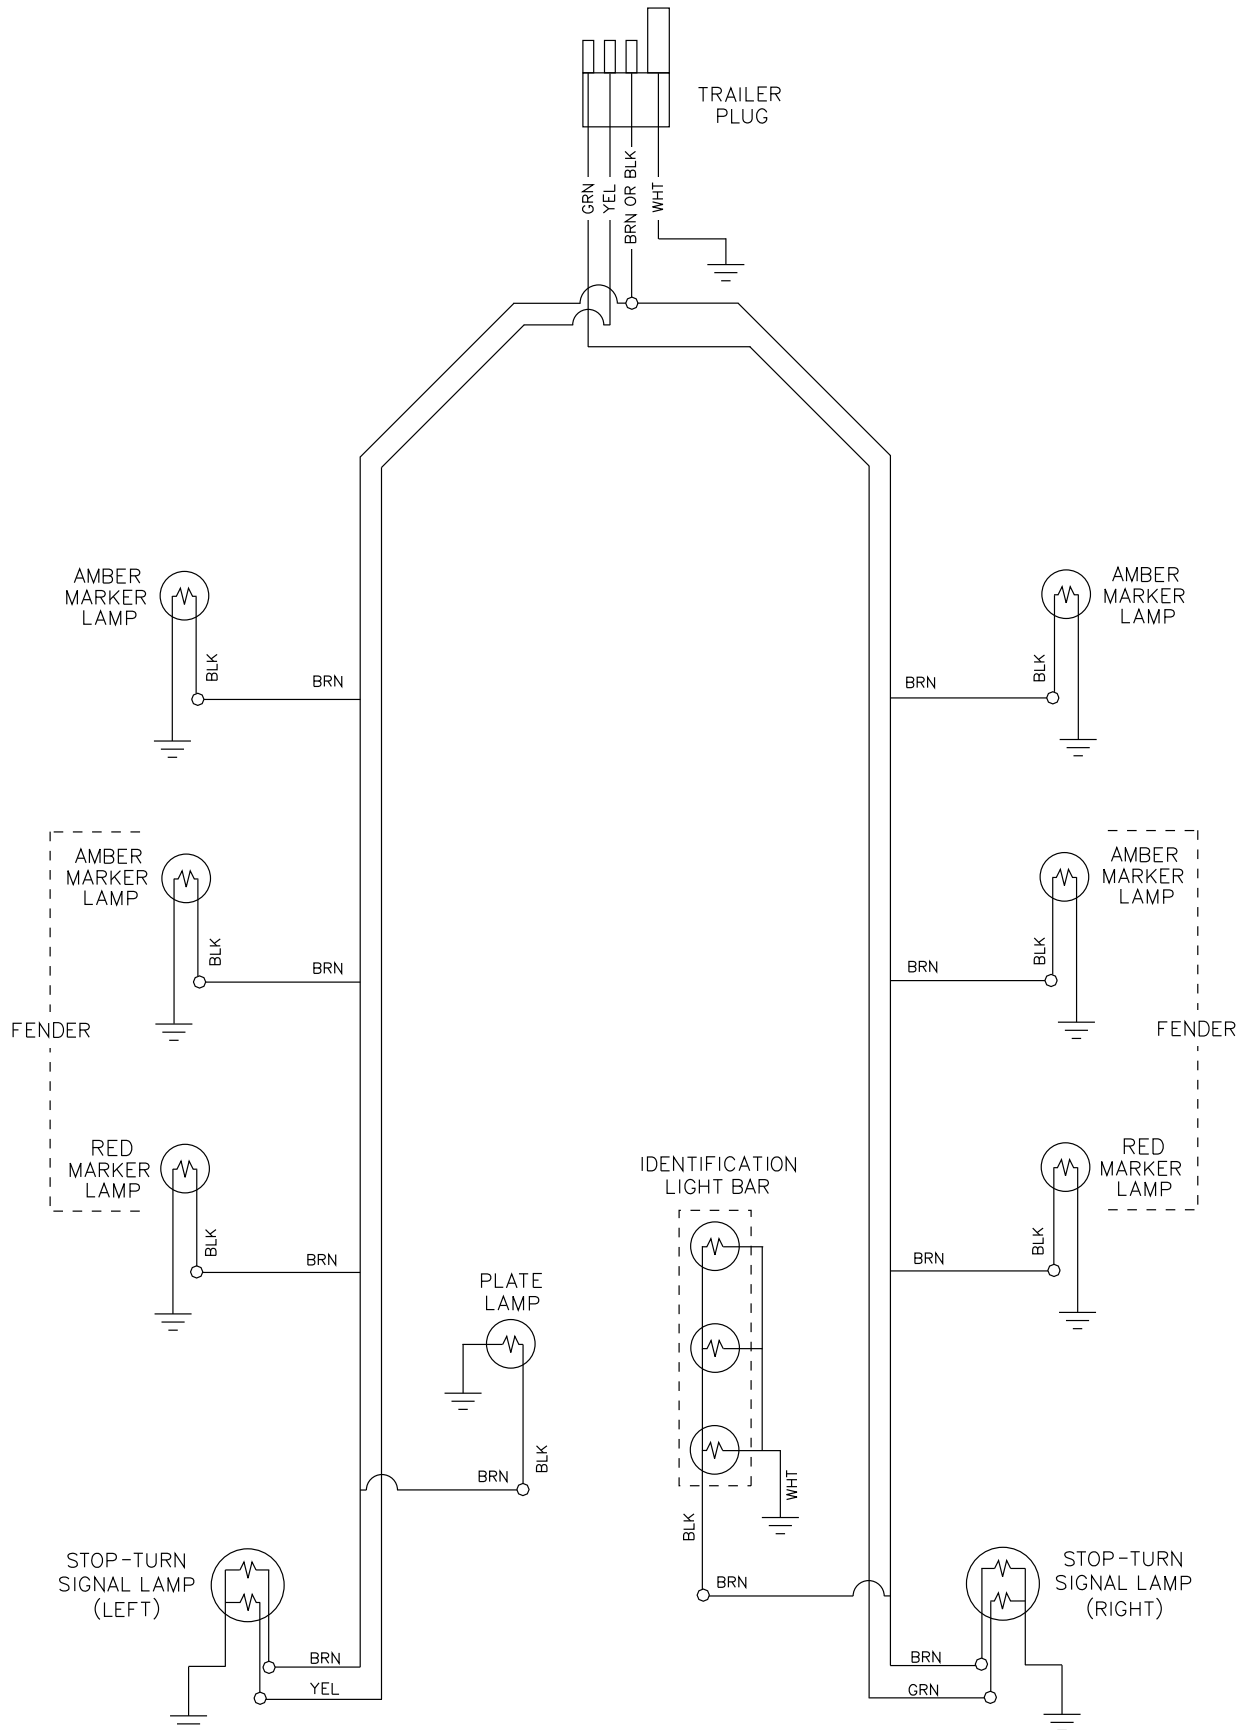 TRAILER
PLUG
GRN
YEL
BRN OR BLK
WHT
AMBER
MARKER
LAMP
BLK
BRN
AMBER
MARKER
LAMP
BLK
BRN
AMBER
MARKER
LAMP
BLK
BRN
AMBER
MARKER
LAMP
BLK
BRN
FENDER
FENDER
RED
MARKER
LAMP
BLK
BRN
RED
MARKER
LAMP
BLK
BRN
IDENTIFICATION
LIGHT BAR
PLATE
LAMP
BLK
BRN
WHT
BLK
BRN
STOP-TURN
SIGNAL LAMP
(LEFT)
BRN
YEL
STOP-TURN
SIGNAL LAMP
(RIGHT)
BRN
GRN